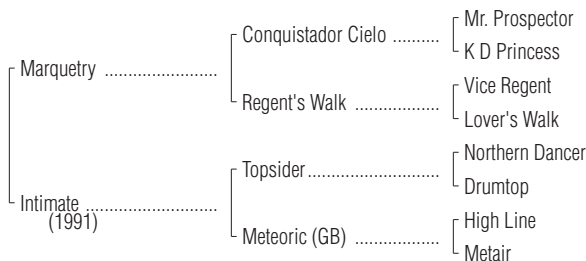 Mr. Prospector
Conquistador Cielo ..........
K D Princess
Marquetry ........................
Vice Regent
Regent's Walk ..................
Lover's Walk
Northern Dancer
Topsider............................
Drumtop
Intimate ............................
(1991)
High Line
Meteoric (GB) ..................
Metair